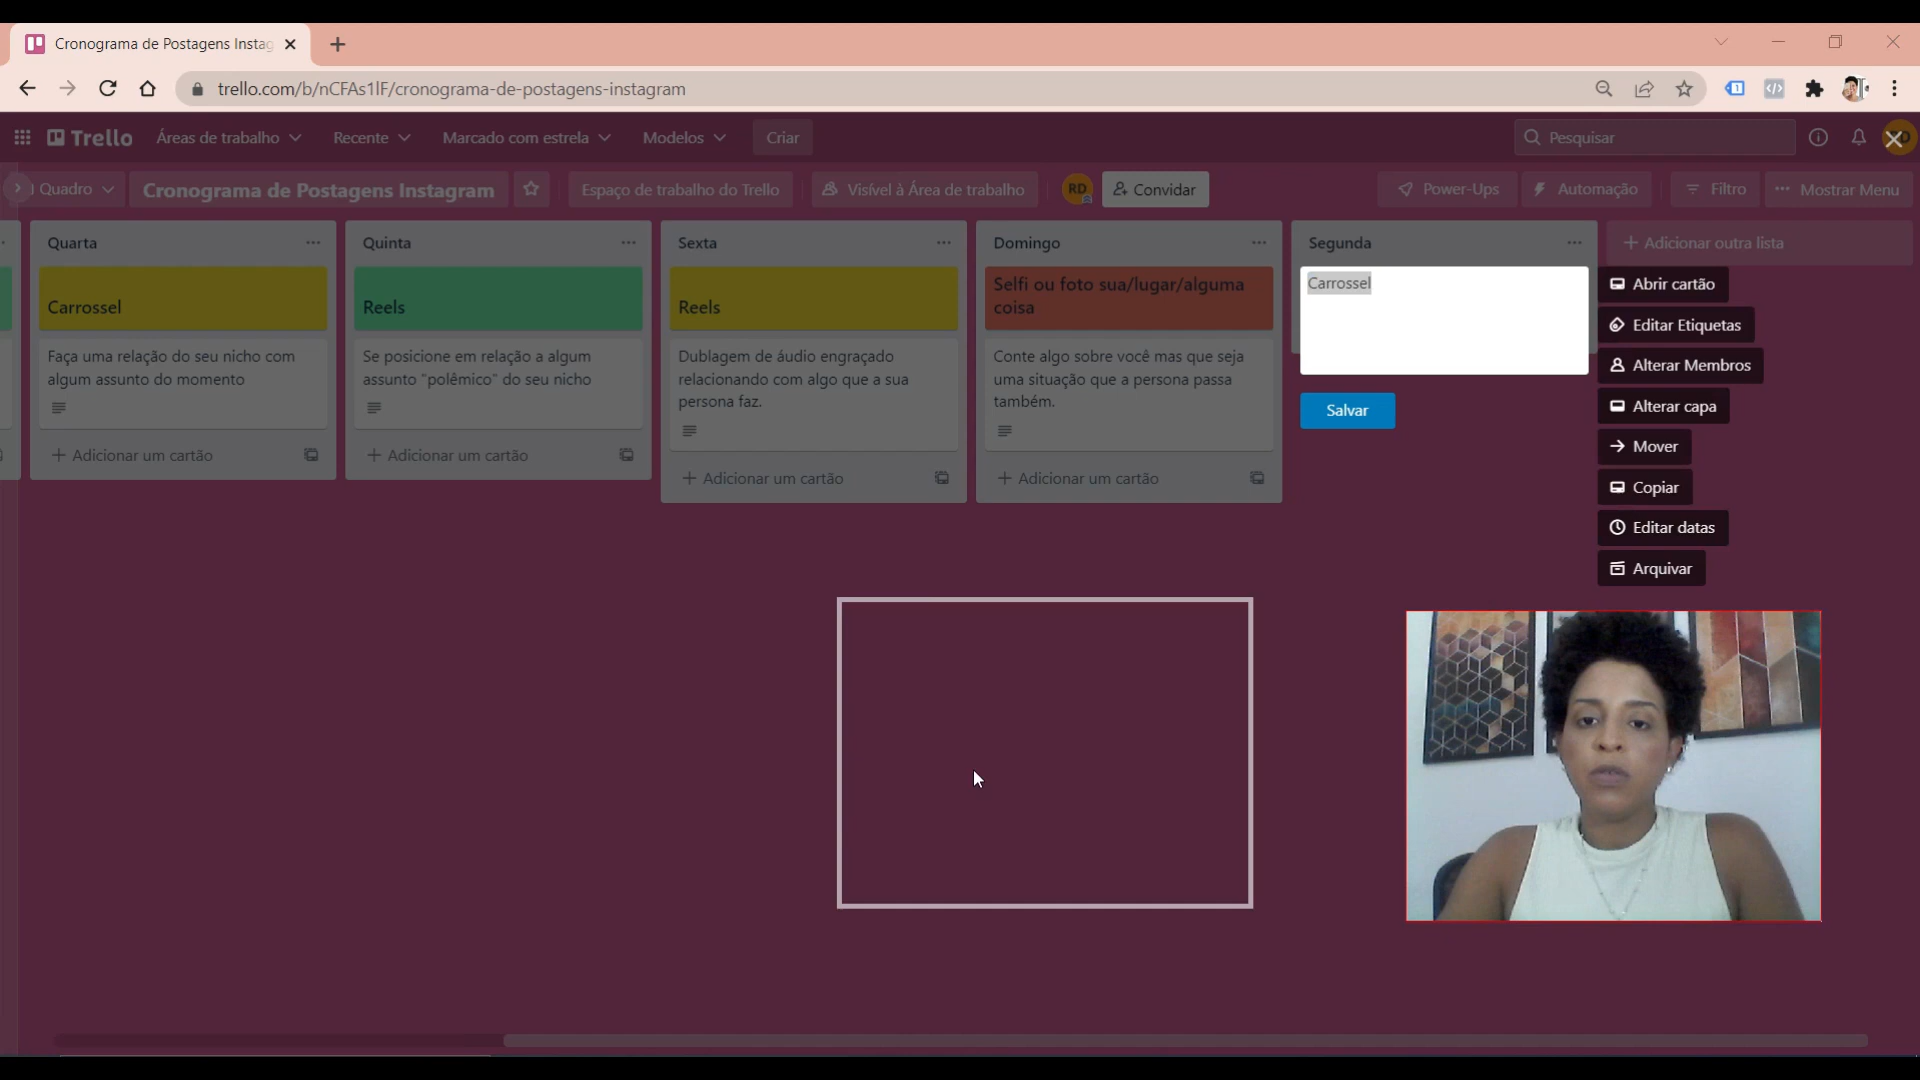 Cronograma de Postagens Instag
trello.com/b/nCFAs1lF/cronograma-de-postagens-instagram
Trello
Áreas de trabalho
Recente
Marcado com estrela
Modelos
Criar
Pesquisar
Quadro
Cronograma de Postagens Instagram
Espaço de trabalho do Trello
Visível à Área de trabalho
RD
Convidar
Power-Ups
Automação
Filtro
Mostrar Menu
Quarta
Carrossel
Faça uma relação do seu nicho com
algum assunto do momento
Adicionar um cartão
Quinta
Reels
Se posicione em relação a algum
assunto "polêmico" do seu nicho
Adicionar um cartão
Sexta
Reels
Dublagem de áudio engraçado
relacionando com algo que a sua
persona faz.
Adicionar um cartão
Domingo
Selfi ou foto sua/lugar/alguma
coisa
Conte algo sobre você mas que seja
uma situação que a persona passa
também.
Adicionar um cartão
Segunda
Carrossel
Salvar
Adicionar outra lista
Abrir cartão
Editar Etiquetas
Alterar Membros
Alterar capa
Mover
Copiar
Editar datas
Arquivar